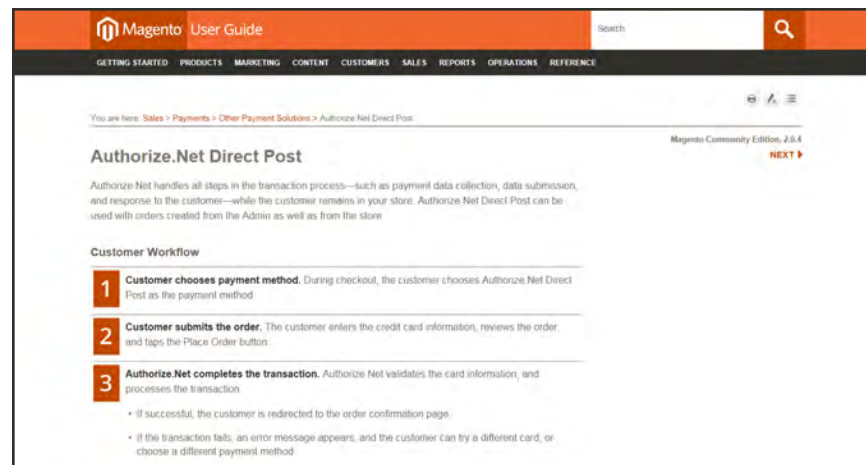 Magento User Guide
Search
GETTING STARTED PRODUCTS MARKETING CONTENT CUSTOMERS SALES REPORTS OPERATIONS REFERENCE
You are here: Sales > Payments > Other Payment Solutions > Authorize.Net Direct Post
Magento Community Edition, 2.0.4
NEXT
Authorize.Net Direct Post
Authorize.Net handles all steps in the transaction process—such as payment data collection, data submission,
and response to the customer—while the customer remains in your store. Authorize.Net Direct Post can be
used with orders created from the Admin as well as from the store.
Customer Workflow
1 Customer chooses payment method. During checkout, the customer chooses Authorize.Net Direct
Post as the payment method.
2 Customer submits the order. The customer enters the credit card information, reviews the order,
and taps the Place Order button.
3 Authorize.Net completes the transaction. Authorize.Net validates the card information, and
processes the transaction.
• If successful, the customer is redirected to the order confirmation page.
• If the transaction fails, an error message appears, and the customer can try a different card, or
choose a different payment method.